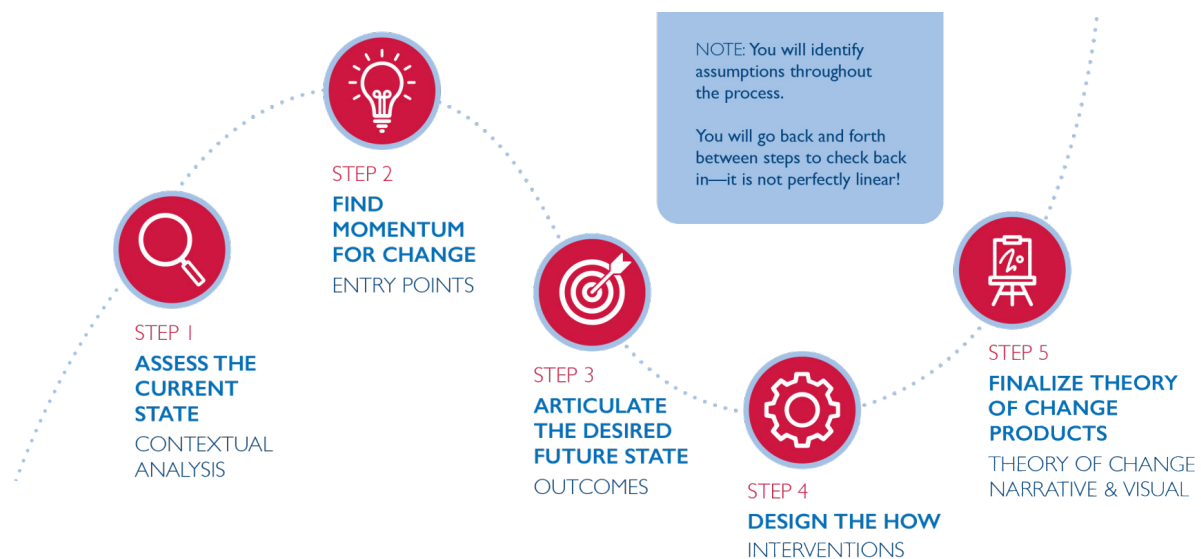 NOTE: You will identify
assumptions throughout
the process.
You will go back and forth
between steps to check back
in—it is not perfectly linear!
STEP 1
ASSESS THE
CURRENT
STATE
CONTEXTUAL
ANALYSIS
STEP 2
FIND
MOMENTUM
FOR CHANGE
ENTRY POINTS
STEP 3
ARTICULATE
THE DESIRED
FUTURE STATE
OUTCOMES
STEP 4
DESIGN THE HOW
INTERVENTIONS
STEP 5
FINALIZE THEORY
OF CHANGE
PRODUCTS
THEORY OF CHANGE
NARRATIVE & VISUAL